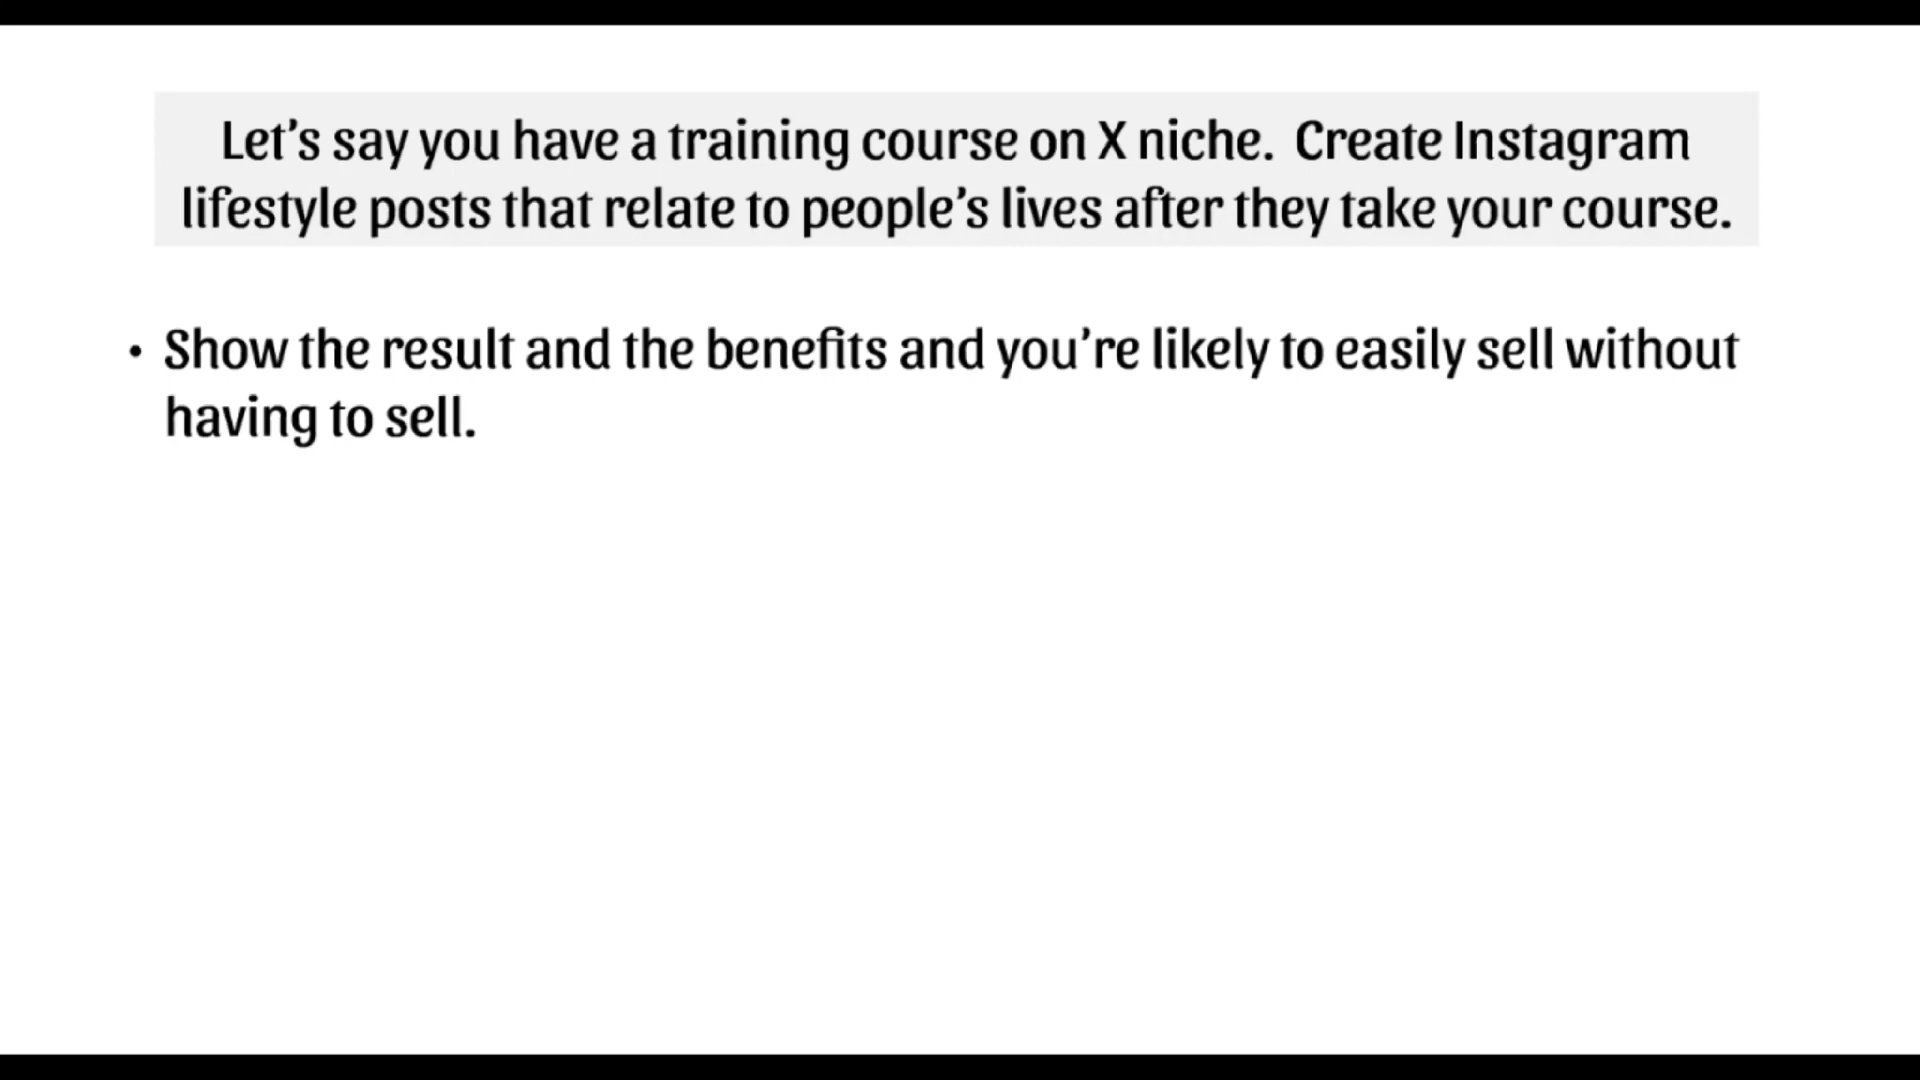 Let’s say you have a training course on X niche.  Create Instagram
lifestyle posts that relate to people’s lives after they take your course.
• Show the result and the benefits and you’re likely to easily sell without
having to sell.